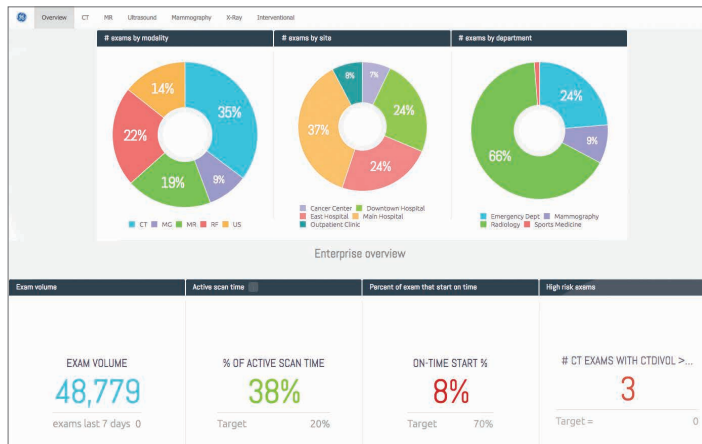 Overview CT MR Ultrasound Mammography X-Ray Interventional
# exams by modality
# exams by site
# exams by department
14%
35%
22%
19%
9%
8%
7%
24%
37%
24%
24%
9%
66%
CT MG MR RF US
Cancer Center Downtown Hospital
East Hospital Main Hospital
Outpatient Clinic
Emergency Dept Mammography
Radiology Sports Medicine
Enterprise overview
Exam volume
Active scan time
Percent of exam that start on time
High risk exams
EXAM VOLUME
48,779
exams last 7 days 0
% OF ACTIVE SCAN TIME
38%
Target 20%
ON-TIME START %
8%
Target 70%
# CT EXAMS WITH CTDIVOL >...
3
Target = 0